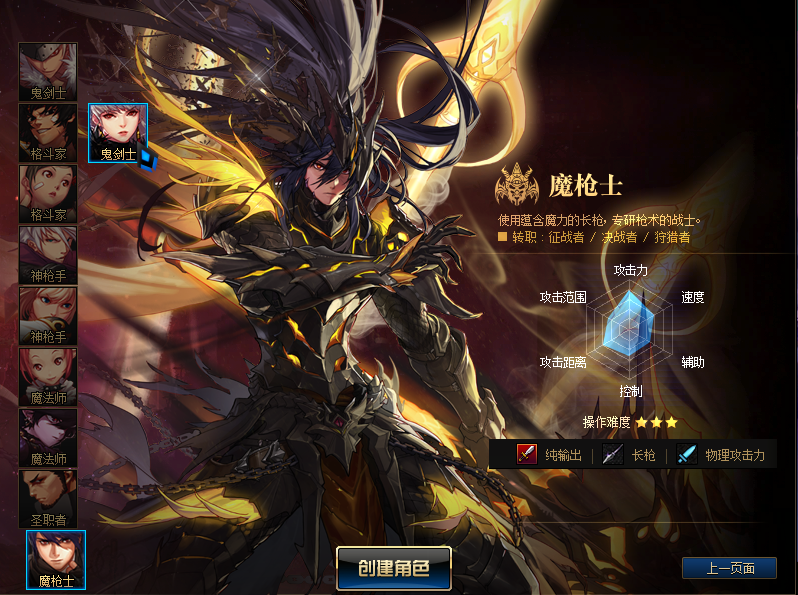 鬼剑士
格斗家
鬼剑士
格斗家
神枪手
神枪手
魔法师
魔法师
圣职者
魔枪士
魔枪士
使用蕴含魔力的长枪，专研枪术的战士。
转职：征战者 / 决战者 / 狩猎者
攻击力
攻击范围
速度
攻击距离
辅助
控制
操作难度
纯输出 | 长枪 | 物理攻击力
创建角色
上一页面